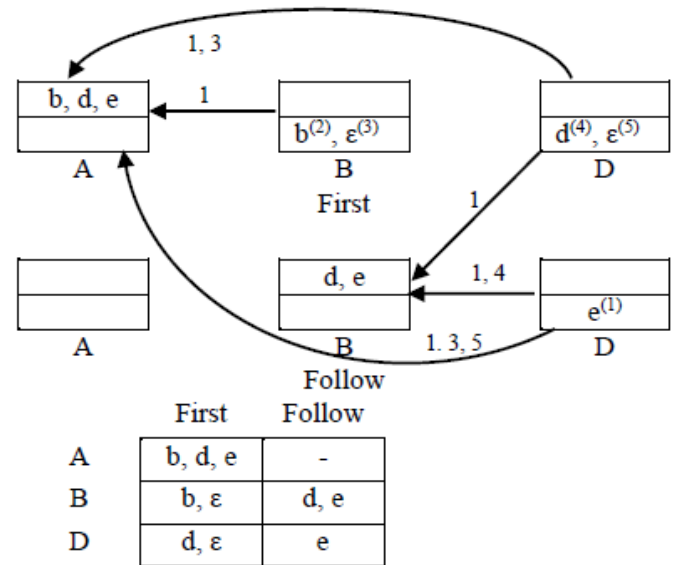 1, 3
b, d, e
1
b(2), ε(3)
d(4), ε(5)
A
B
D
First
1
d, e
1, 4
e(1)
A
B
1. 3, 5
D
Follow
First Follow
A b, d, e -
B b, ε d, e
D d, ε e